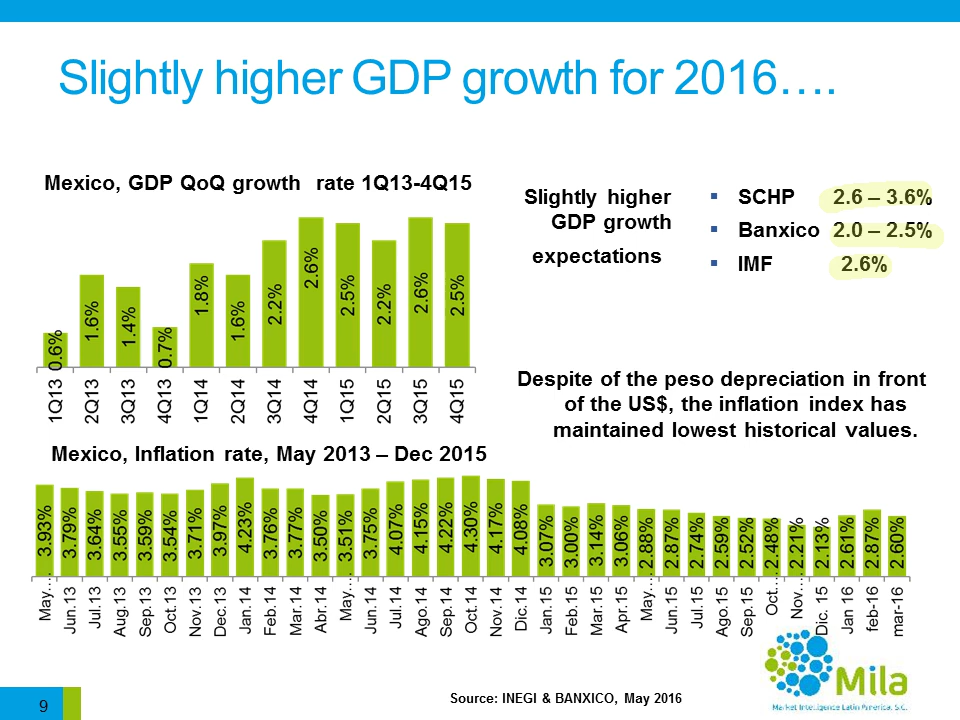 Slightly higher GDP growth for 2016….
Mexico, GDP QoQ growth rate 1Q13-4Q15
0.6% 1.6% 1.4% 0.7% 1.8% 1.6% 2.2% 2.6% 2.5% 2.2% 2.6% 2.5%
1Q13 2Q13 3Q13 4Q13 1Q14 2Q14 3Q14 4Q14 1Q15 2Q15 3Q15 4Q15
Slightly higher
GDP growth
expectations
▪ SCHP 2.6 – 3.6%
▪ Banxico 2.0 – 2.5%
▪ IMF 2.6%
Despite of the peso depreciation in front
of the US$, the inflation index has
maintained lowest historical values.
Mexico, Inflation rate, May 2013 – Dec 2015
3.93% 3.79% 3.64% 3.55% 3.59% 3.54% 3.71% 3.97% 4.23% 3.76% 3.77% 3.50% 3.51% 3.75% 4.07% 4.15% 4.22% 4.30% 4.17% 4.08% 3.07% 3.00% 3.14% 3.06% 2.88% 2.87% 2.74% 2.59% 2.52% 2.48% 2.21% 2.13% 2.61% 2.87% 2.60%
May.… Jun.13 Jul.13 Aug.13 Sep.13 Oct.13 Nov.13 Dec.13 Jan.14 Feb.14 Mar.14 Abr.14 May.… Jun.14 Jul.14 Ago.14 Sep.14 Oct.14 Nov.14 Dic.14 Jan.15 Feb.15 Mar.15 Apr.15 May.… Jun.15 Jul.15 Ago.15 Sep.15 Oct.… Nov.… Dic. 15 Jan 16 feb-16 mar-16
Mila
Market Intelligence Latin America, S.C.
Source: INEGI & BANXICO, May 2016
9